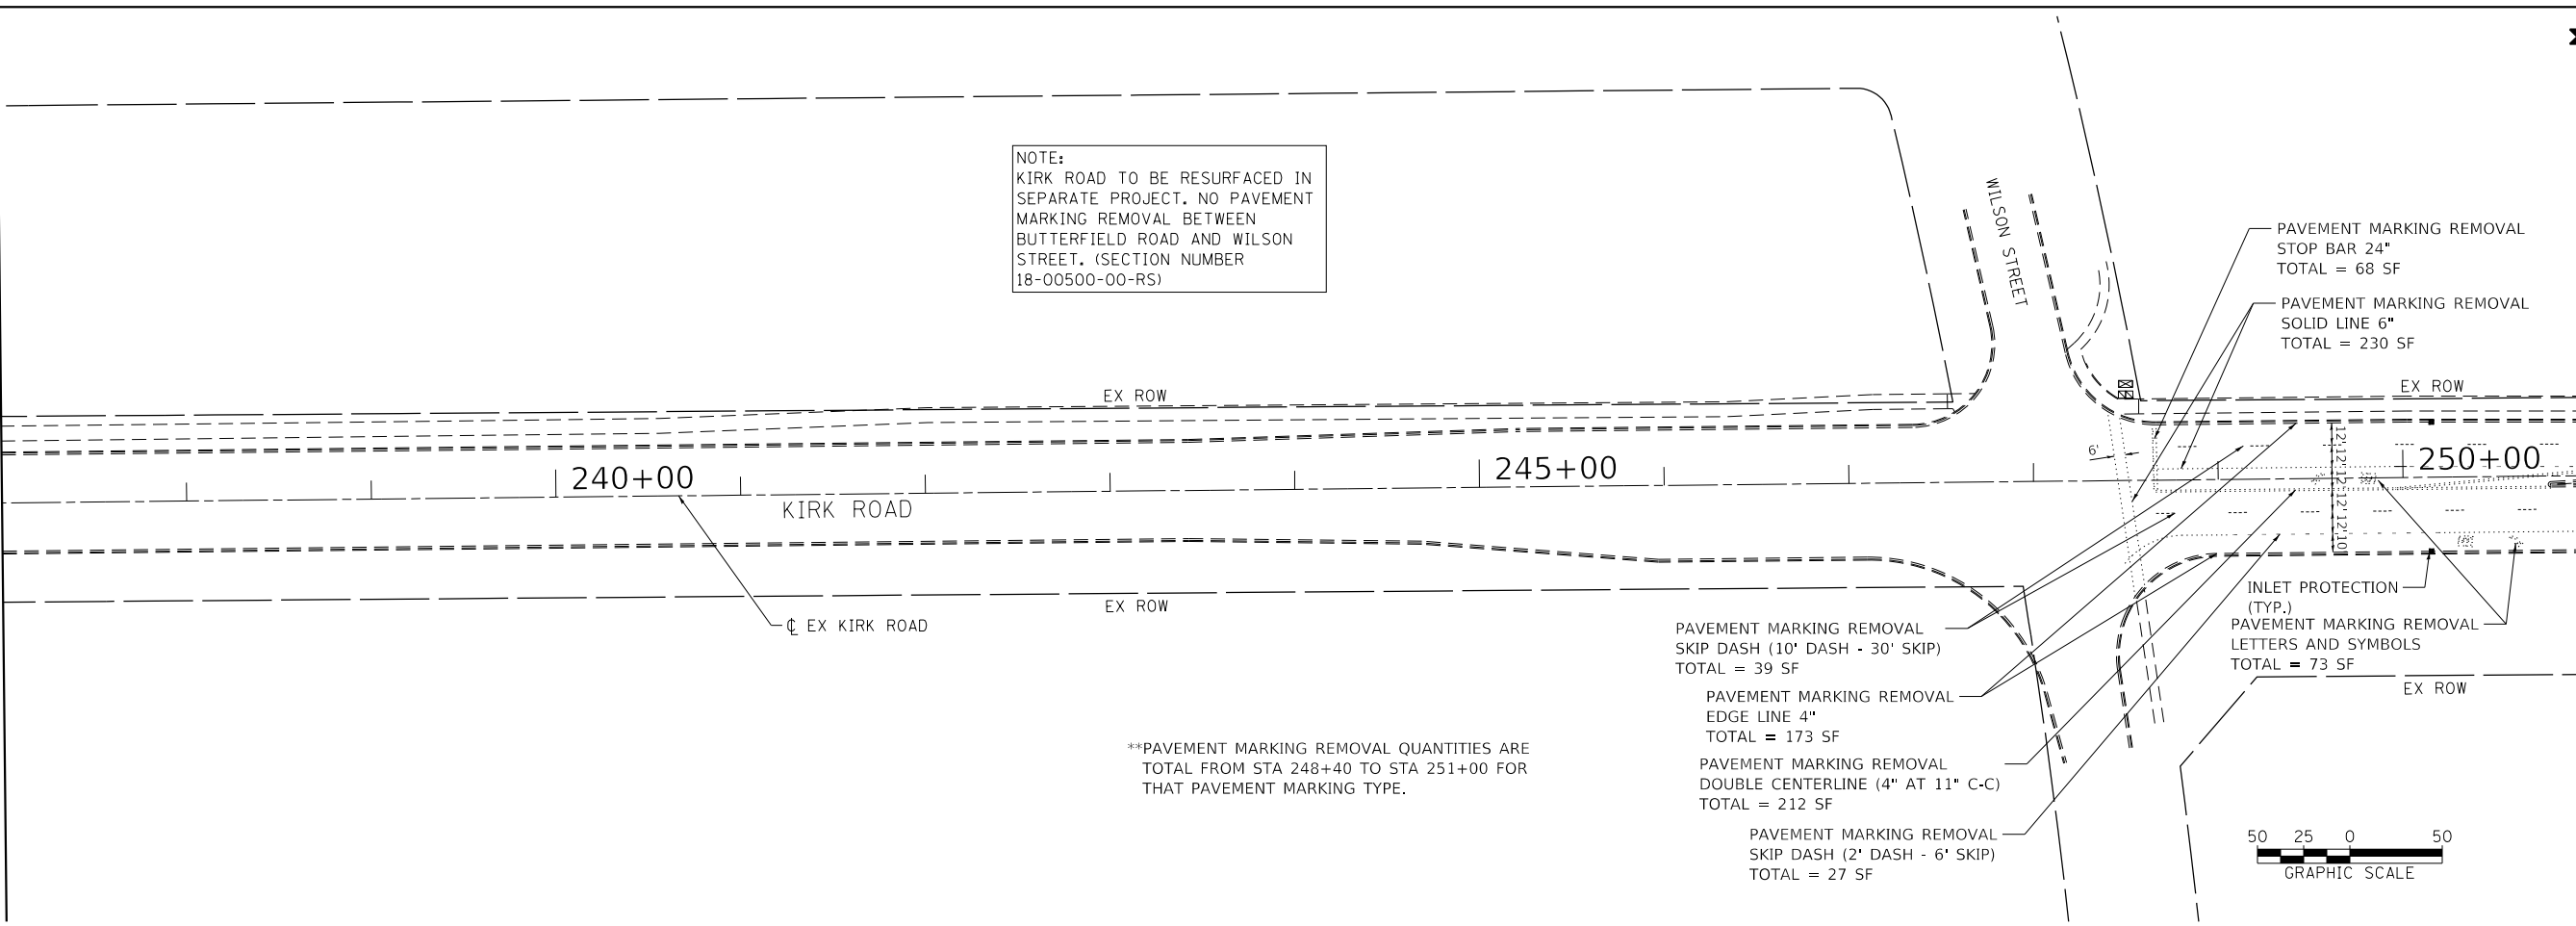 NOTE:
KIRK ROAD TO BE RESURFACED IN
SEPARATE PROJECT. NO PAVEMENT
MARKING REMOVAL BETWEEN
BUTTERFIELD ROAD AND WILSON
STREET. (SECTION NUMBER
18-00500-00-RS)
WILSON STREET
PAVEMENT MARKING REMOVAL
STOP BAR 24"
TOTAL = 68 SF
PAVEMENT MARKING REMOVAL
SOLID LINE 6"
TOTAL = 230 SF
EX ROW
EX ROW
240+00
245+00
250+00
6'
12' 12' 12' 12' 12' 10
KIRK ROAD
EX ROW
℄ EX KIRK ROAD
INLET PROTECTION
(TYP.)
PAVEMENT MARKING REMOVAL
LETTERS AND SYMBOLS
TOTAL = 73 SF
EX ROW
PAVEMENT MARKING REMOVAL
SKIP DASH (10' DASH - 30' SKIP)
TOTAL = 39 SF
PAVEMENT MARKING REMOVAL
EDGE LINE 4"
TOTAL = 173 SF
PAVEMENT MARKING REMOVAL
DOUBLE CENTERLINE (4" AT 11" C-C)
TOTAL = 212 SF
PAVEMENT MARKING REMOVAL
SKIP DASH (2' DASH - 6' SKIP)
TOTAL = 27 SF
**PAVEMENT MARKING REMOVAL QUANTITIES ARE
TOTAL FROM STA 248+40 TO STA 251+00 FOR
THAT PAVEMENT MARKING TYPE.
50 25 0 50
GRAPHIC SCALE